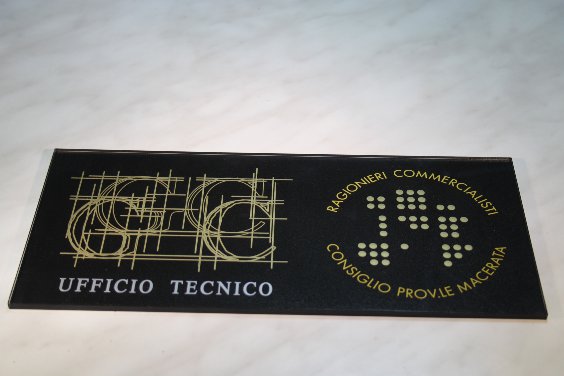 UFFICIO TECNICO
RAGIONIERI COMMERCIALISTI
CONSIGLIO PROV.LE MACERATA